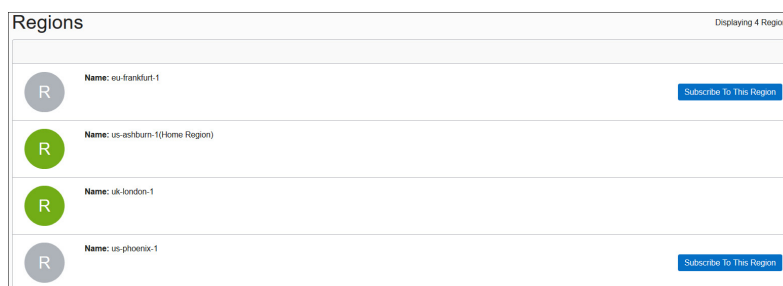 Regions
Displaying 4 Region
R
Name: eu-frankfurt-1
Subscribe To This Region
R
Name: us-ashburn-1(Home Region)
R
Name: uk-london-1
R
Name: us-phoenix-1
Subscribe To This Region